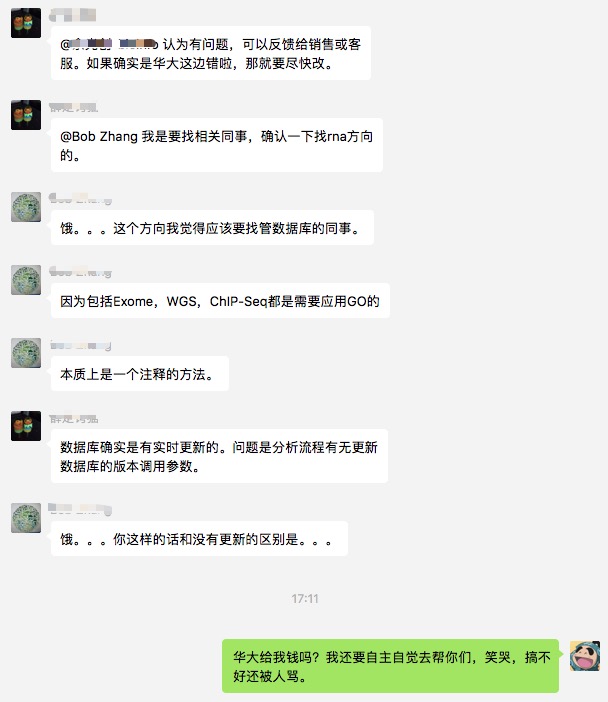 认为有问题，可以反馈给销售或客
服。如果确实是华大这边错啦，那就要尽快改。
@Bob Zhang 我是要找相关同事，确认一下找rna方向
的。
饿。。。这个方向我觉得应该要找管数据库的同事。
因为包括Exome，WGS，ChIP-Seq都是需要应用GO的
本质上是一个注释的方法。
数据库确实是有实时更新的。问题是分析流程有无更新
数据库的版本调用参数。
饿。。。你这样的话和没有更新的区别是。。。
17:11
华大给我钱吗？我还要自主自觉去帮你们，笑哭，搞不
好还被人骂。